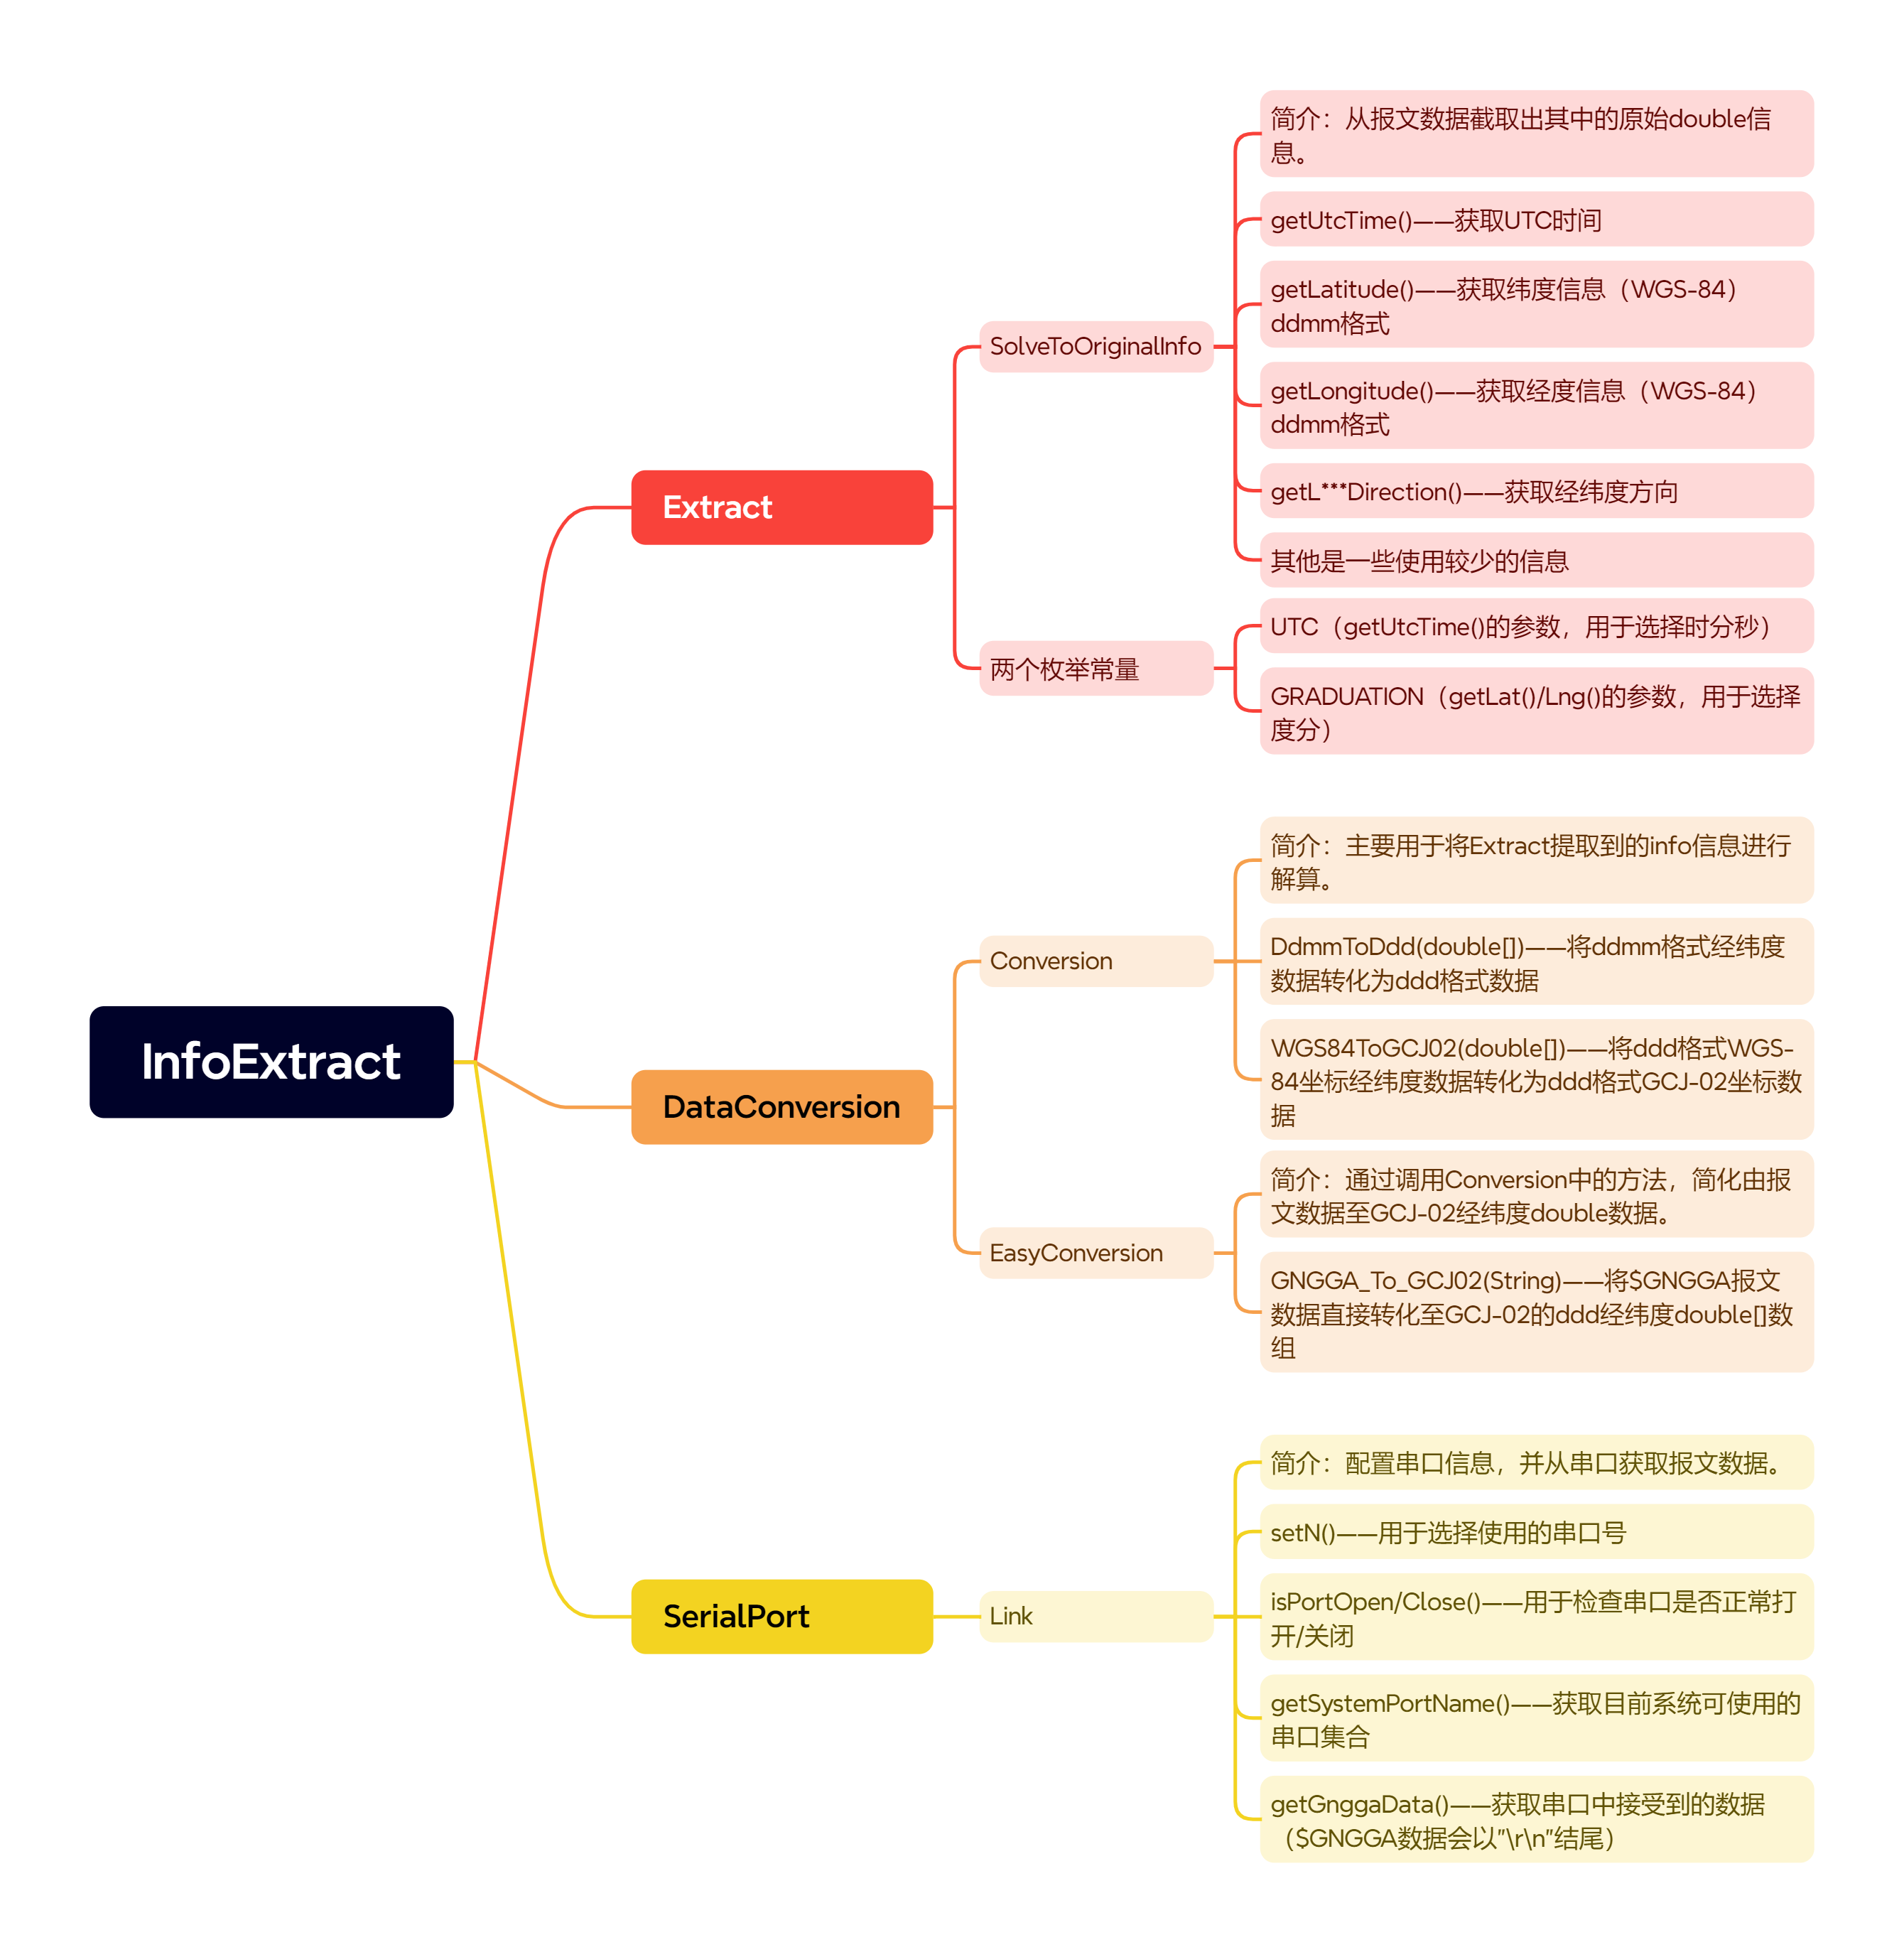 InfoExtract
Extract
SolveToOriginalInfo
简介：从报文数据截取出其中的原始double信
息。
getUtcTime()——获取UTC时间
getLatitude()——获取纬度信息（WGS-84）
ddmm格式
getLongitude()——获取经度信息（WGS-84）
ddmm格式
getL***Direction()——获取经纬度方向
其他是一些使用较少的信息
两个枚举常量
UTC（getUtcTime()的参数，用于选择时分秒）
GRADUATION（getLat()/Lng()的参数，用于选择
度分）
DataConversion
Conversion
简介：主要用于将Extract提取到的info信息进行
解算。
DdmmToDdd(double[])——将ddmm格式经纬度
数据转化为ddd格式数据
WGS84ToGCJ02(double[])——将ddd格式WGS-
84坐标经纬度数据转化为ddd格式GCJ-02坐标数
据
EasyConversion
简介：通过调用Conversion中的方法，简化由报
文数据至GCJ-02经纬度double数据。
GNGGA_To_GCJ02(String)——将$GNGGA报文
数据直接转化至GCJ-02的ddd经纬度double[]数
组
SerialPort
Link
简介：配置串口信息，并从串口获取报文数据。
setN()——用于选择使用的串口号
isPortOpen/Close()——用于检查串口是否正常打
开/关闭
getSystemPortName()——获取目前系统可使用的
串口集合
getGnggaData()——获取串口中接受到的数据
（$GNGGA数据会以"\r\n"结尾）